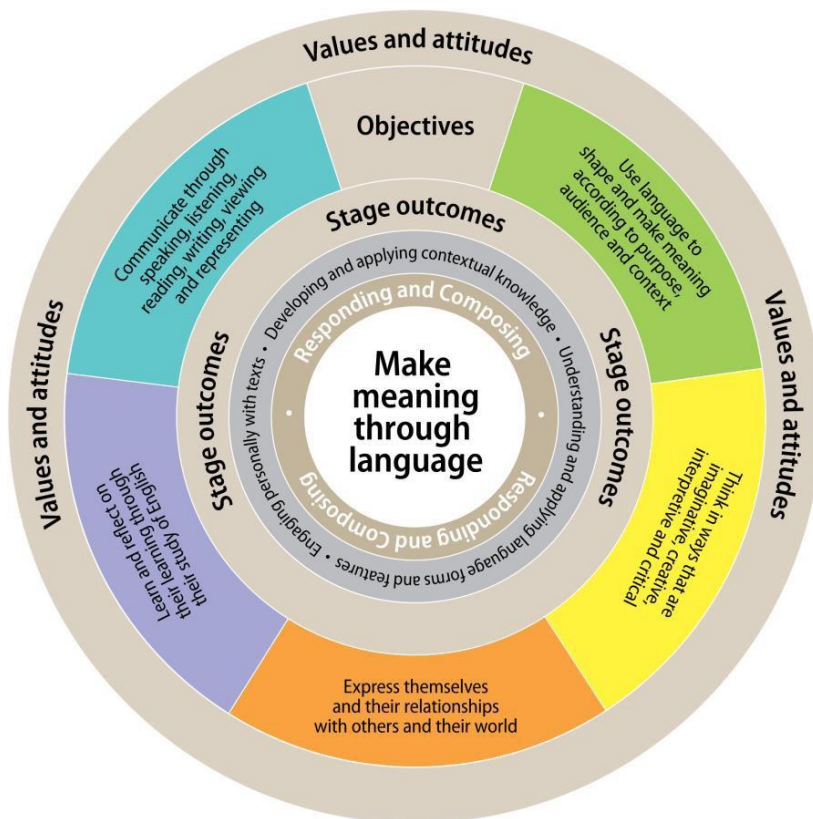 Values and attitudes
Values and attitudes
Values and attitudes
Objectives
Communicate through
speaking, listening,
reading, writing, viewing
and representing
Use language to
shape and make meaning
according to purpose,
audience and context
Think in ways that are
imaginative, creative,
interpretive and critical
Express themselves
and their relationships
with others and their world
Learn and reflect on
their learning through
their study of English
Stage outcomes
Stage outcomes
Stage outcomes
• Developing and applying contextual knowledge
• Understanding and applying language forms and features
• Engaging personally with texts
Responding and Composing
•
Responding and Composing
•
Make
meaning
through
language